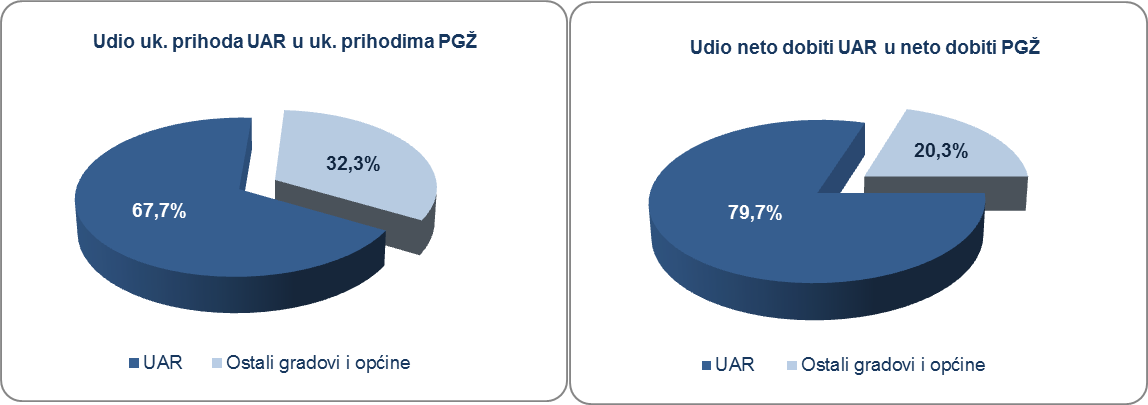 Udio uk. prihoda UAR u uk. prihodima PGŽ
32,3%
67,7%
UAR Ostali gradovi i općine
Udio neto dobiti UAR u neto dobiti PGŽ
20,3%
79,7%
UAR Ostali gradovi i općine